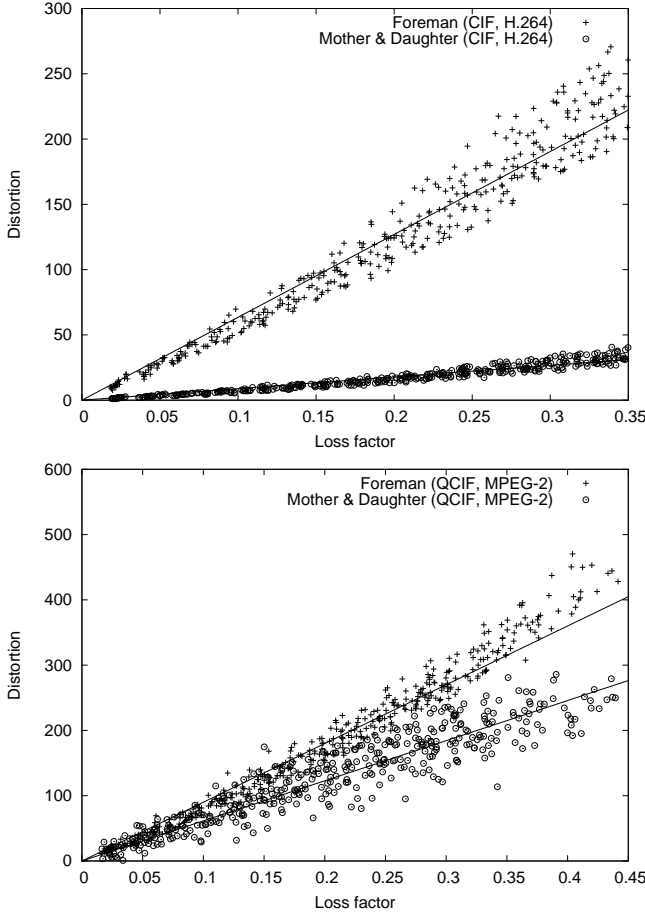 300
250
200
150
100
50
0
Distortion
Foreman (CIF, H.264)
Mother & Daughter (CIF, H.264)
0 0.05 0.1 0.15 0.2 0.25 0.3 0.35
Loss factor
600
500
400
300
200
100
0
Distortion
Foreman (QCIF, MPEG-2)
Mother & Daughter (QCIF, MPEG-2)
0 0.05 0.1 0.15 0.2 0.25 0.3 0.35 0.4 0.45
Loss factor